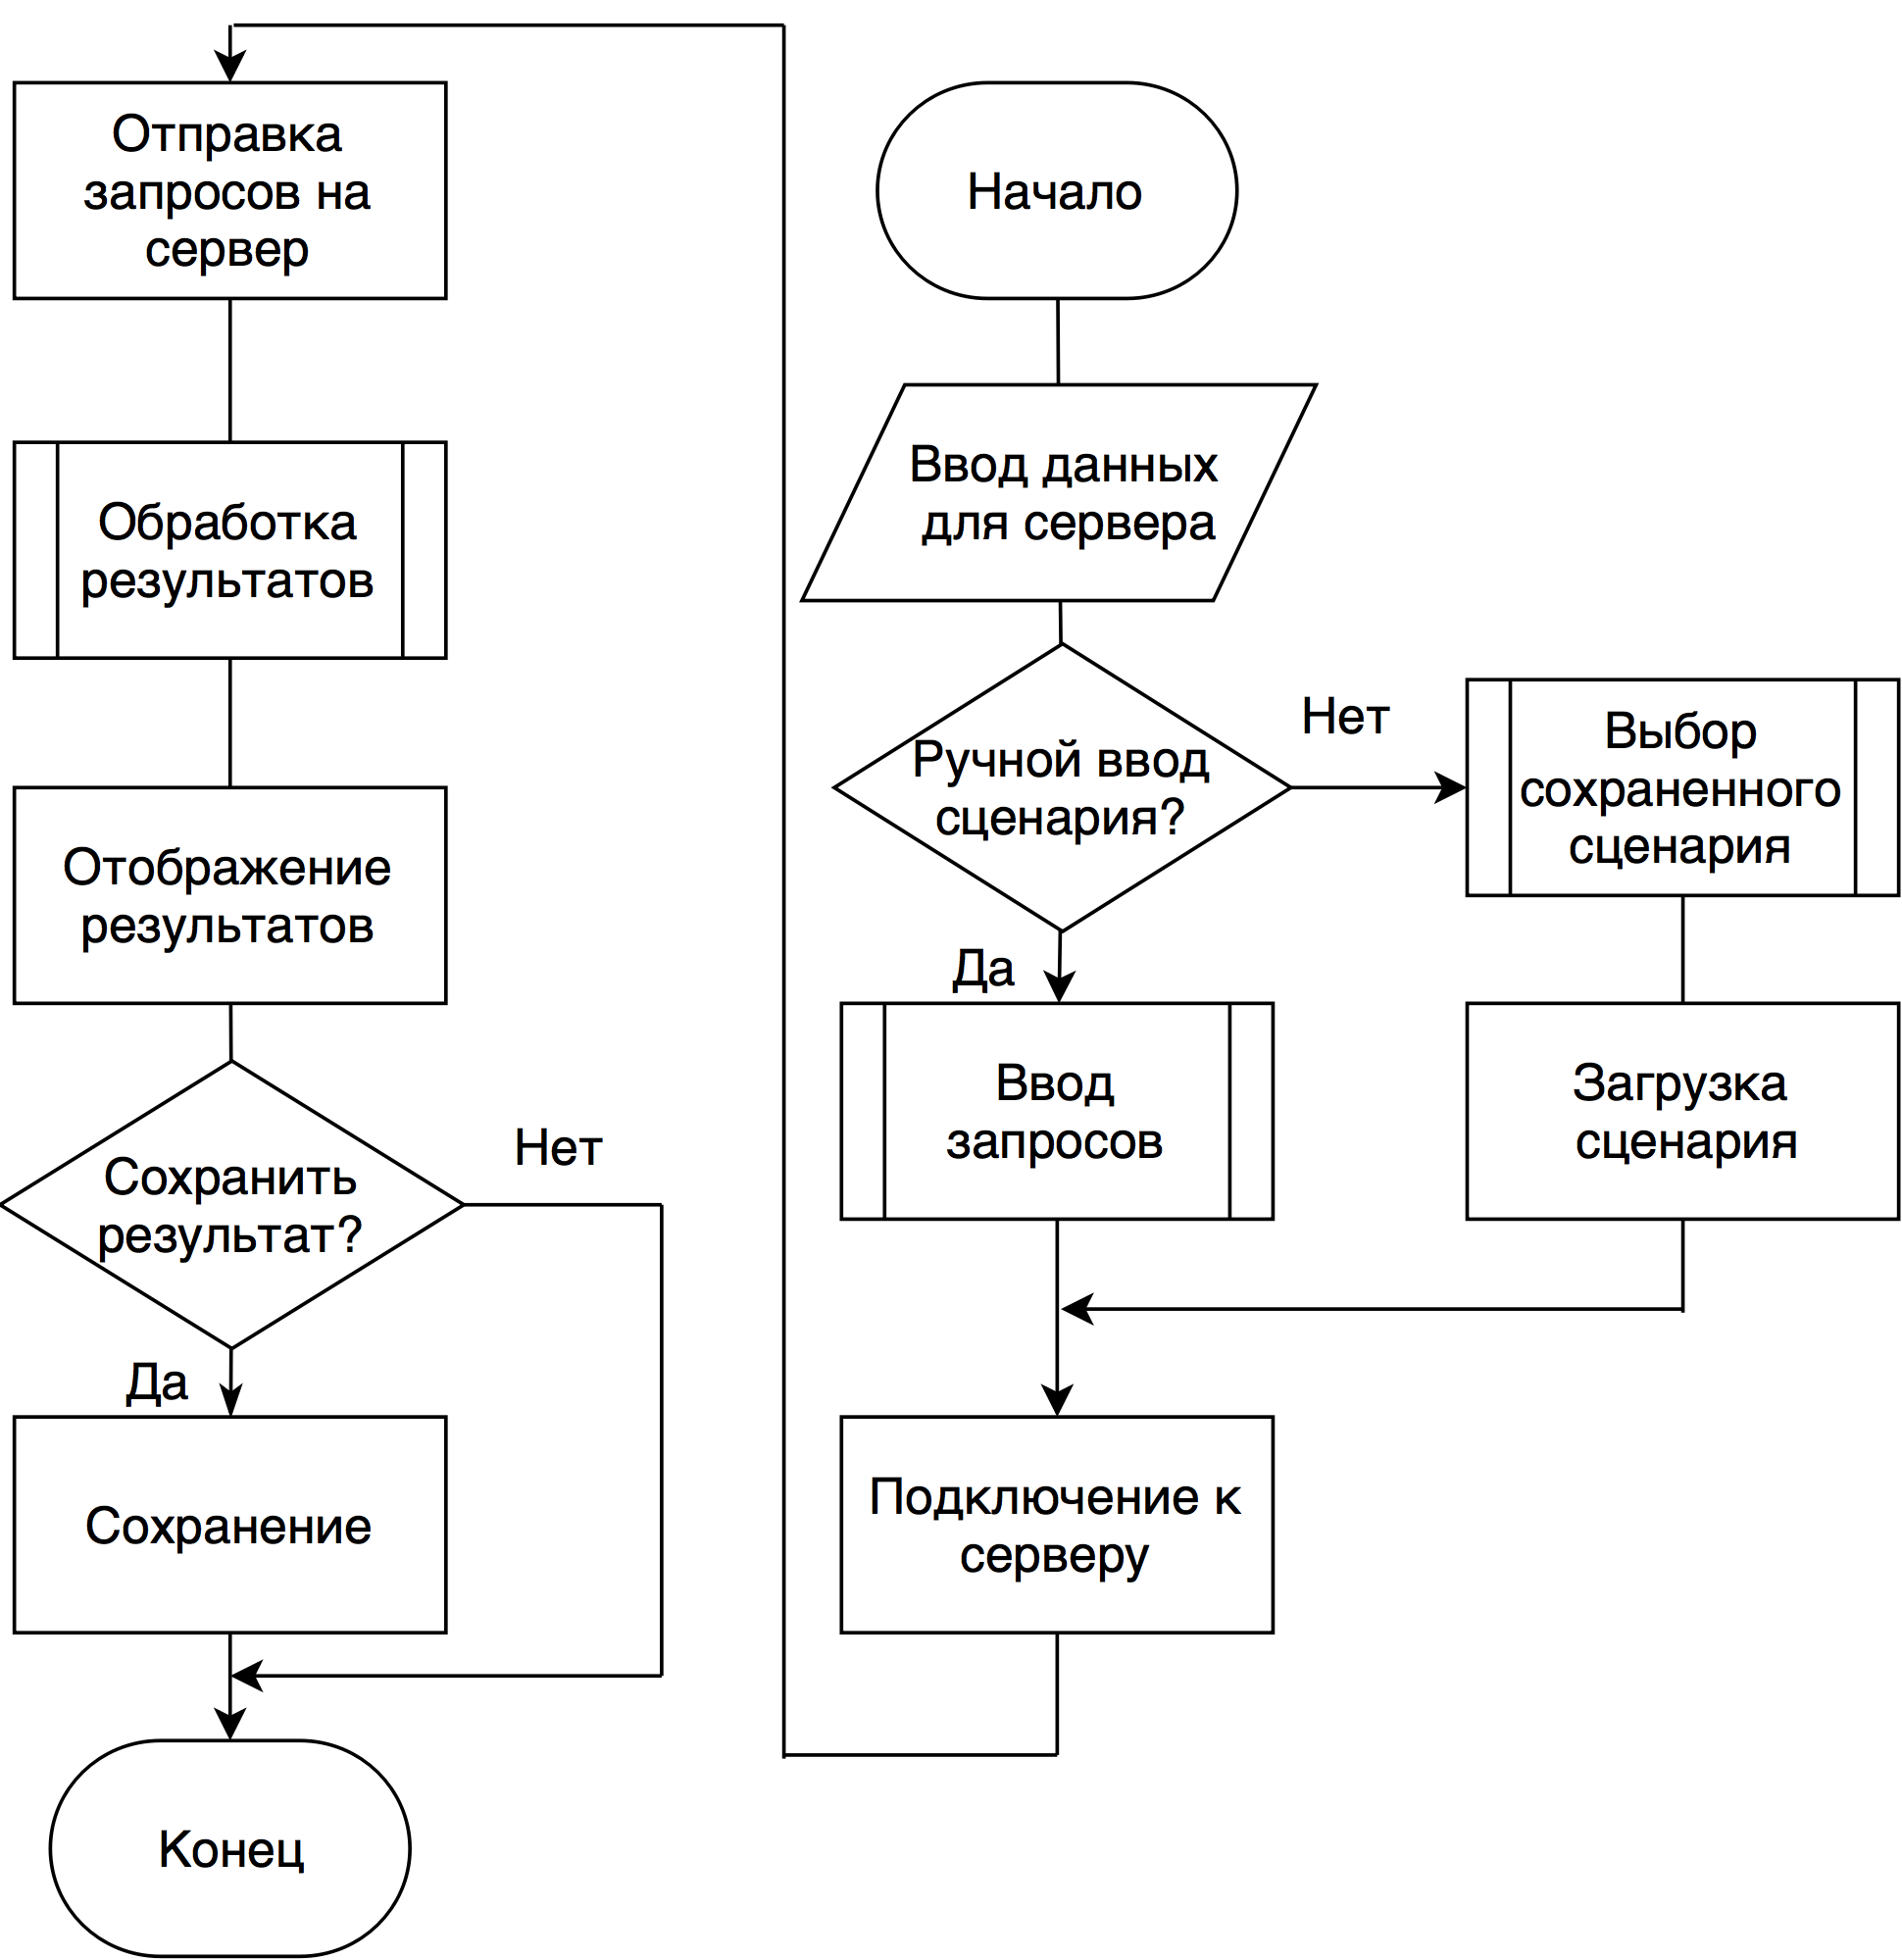 Отправка
запросов на
сервер
Обработка
результатов
Отображение
результатов
Сохранить
результат?
Нет
Да
Сохранение
Конец
Начало
Ввод данных
для сервера
Ручной ввод
сценария?
Нет
Да
Выбор
сохраненного
сценария
Ввод
запросов
Загрузка
сценария
Подключение к
серверу